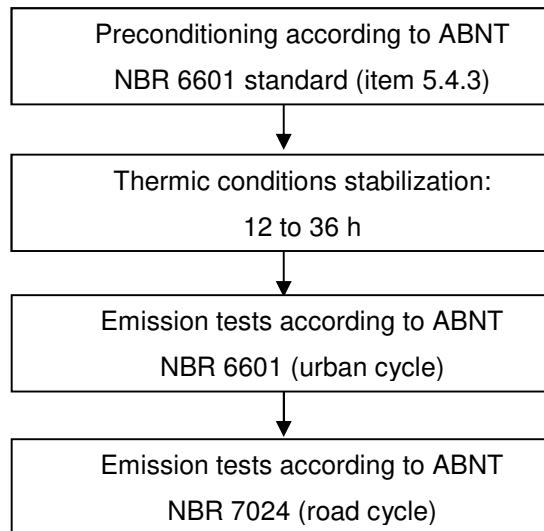 Preconditioning according to ABNT
NBR 6601 standard (item 5.4.3)
Thermic conditions stabilization:
12 to 36 h
Emission tests according to ABNT
NBR 6601 (urban cycle)
Emission tests according to ABNT
NBR 7024 (road cycle)